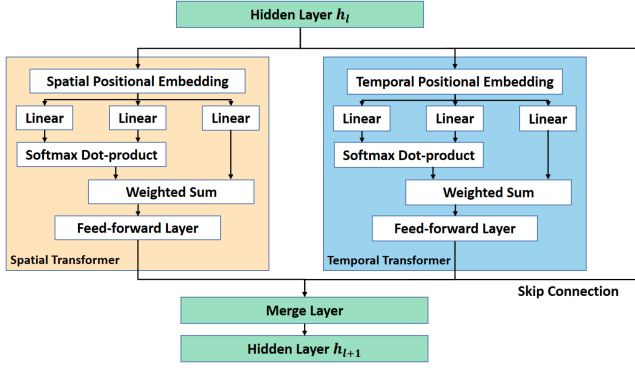 Hidden Layer h_l
Spatial Positional Embedding
Linear
Linear
Linear
Softmax Dot-product
Weighted Sum
Feed-forward Layer
Spatial Transformer
Temporal Positional Embedding
Linear
Linear
Linear
Softmax Dot-product
Weighted Sum
Feed-forward Layer
Temporal Transformer
Skip Connection
Merge Layer
Hidden Layer h_{l+1}